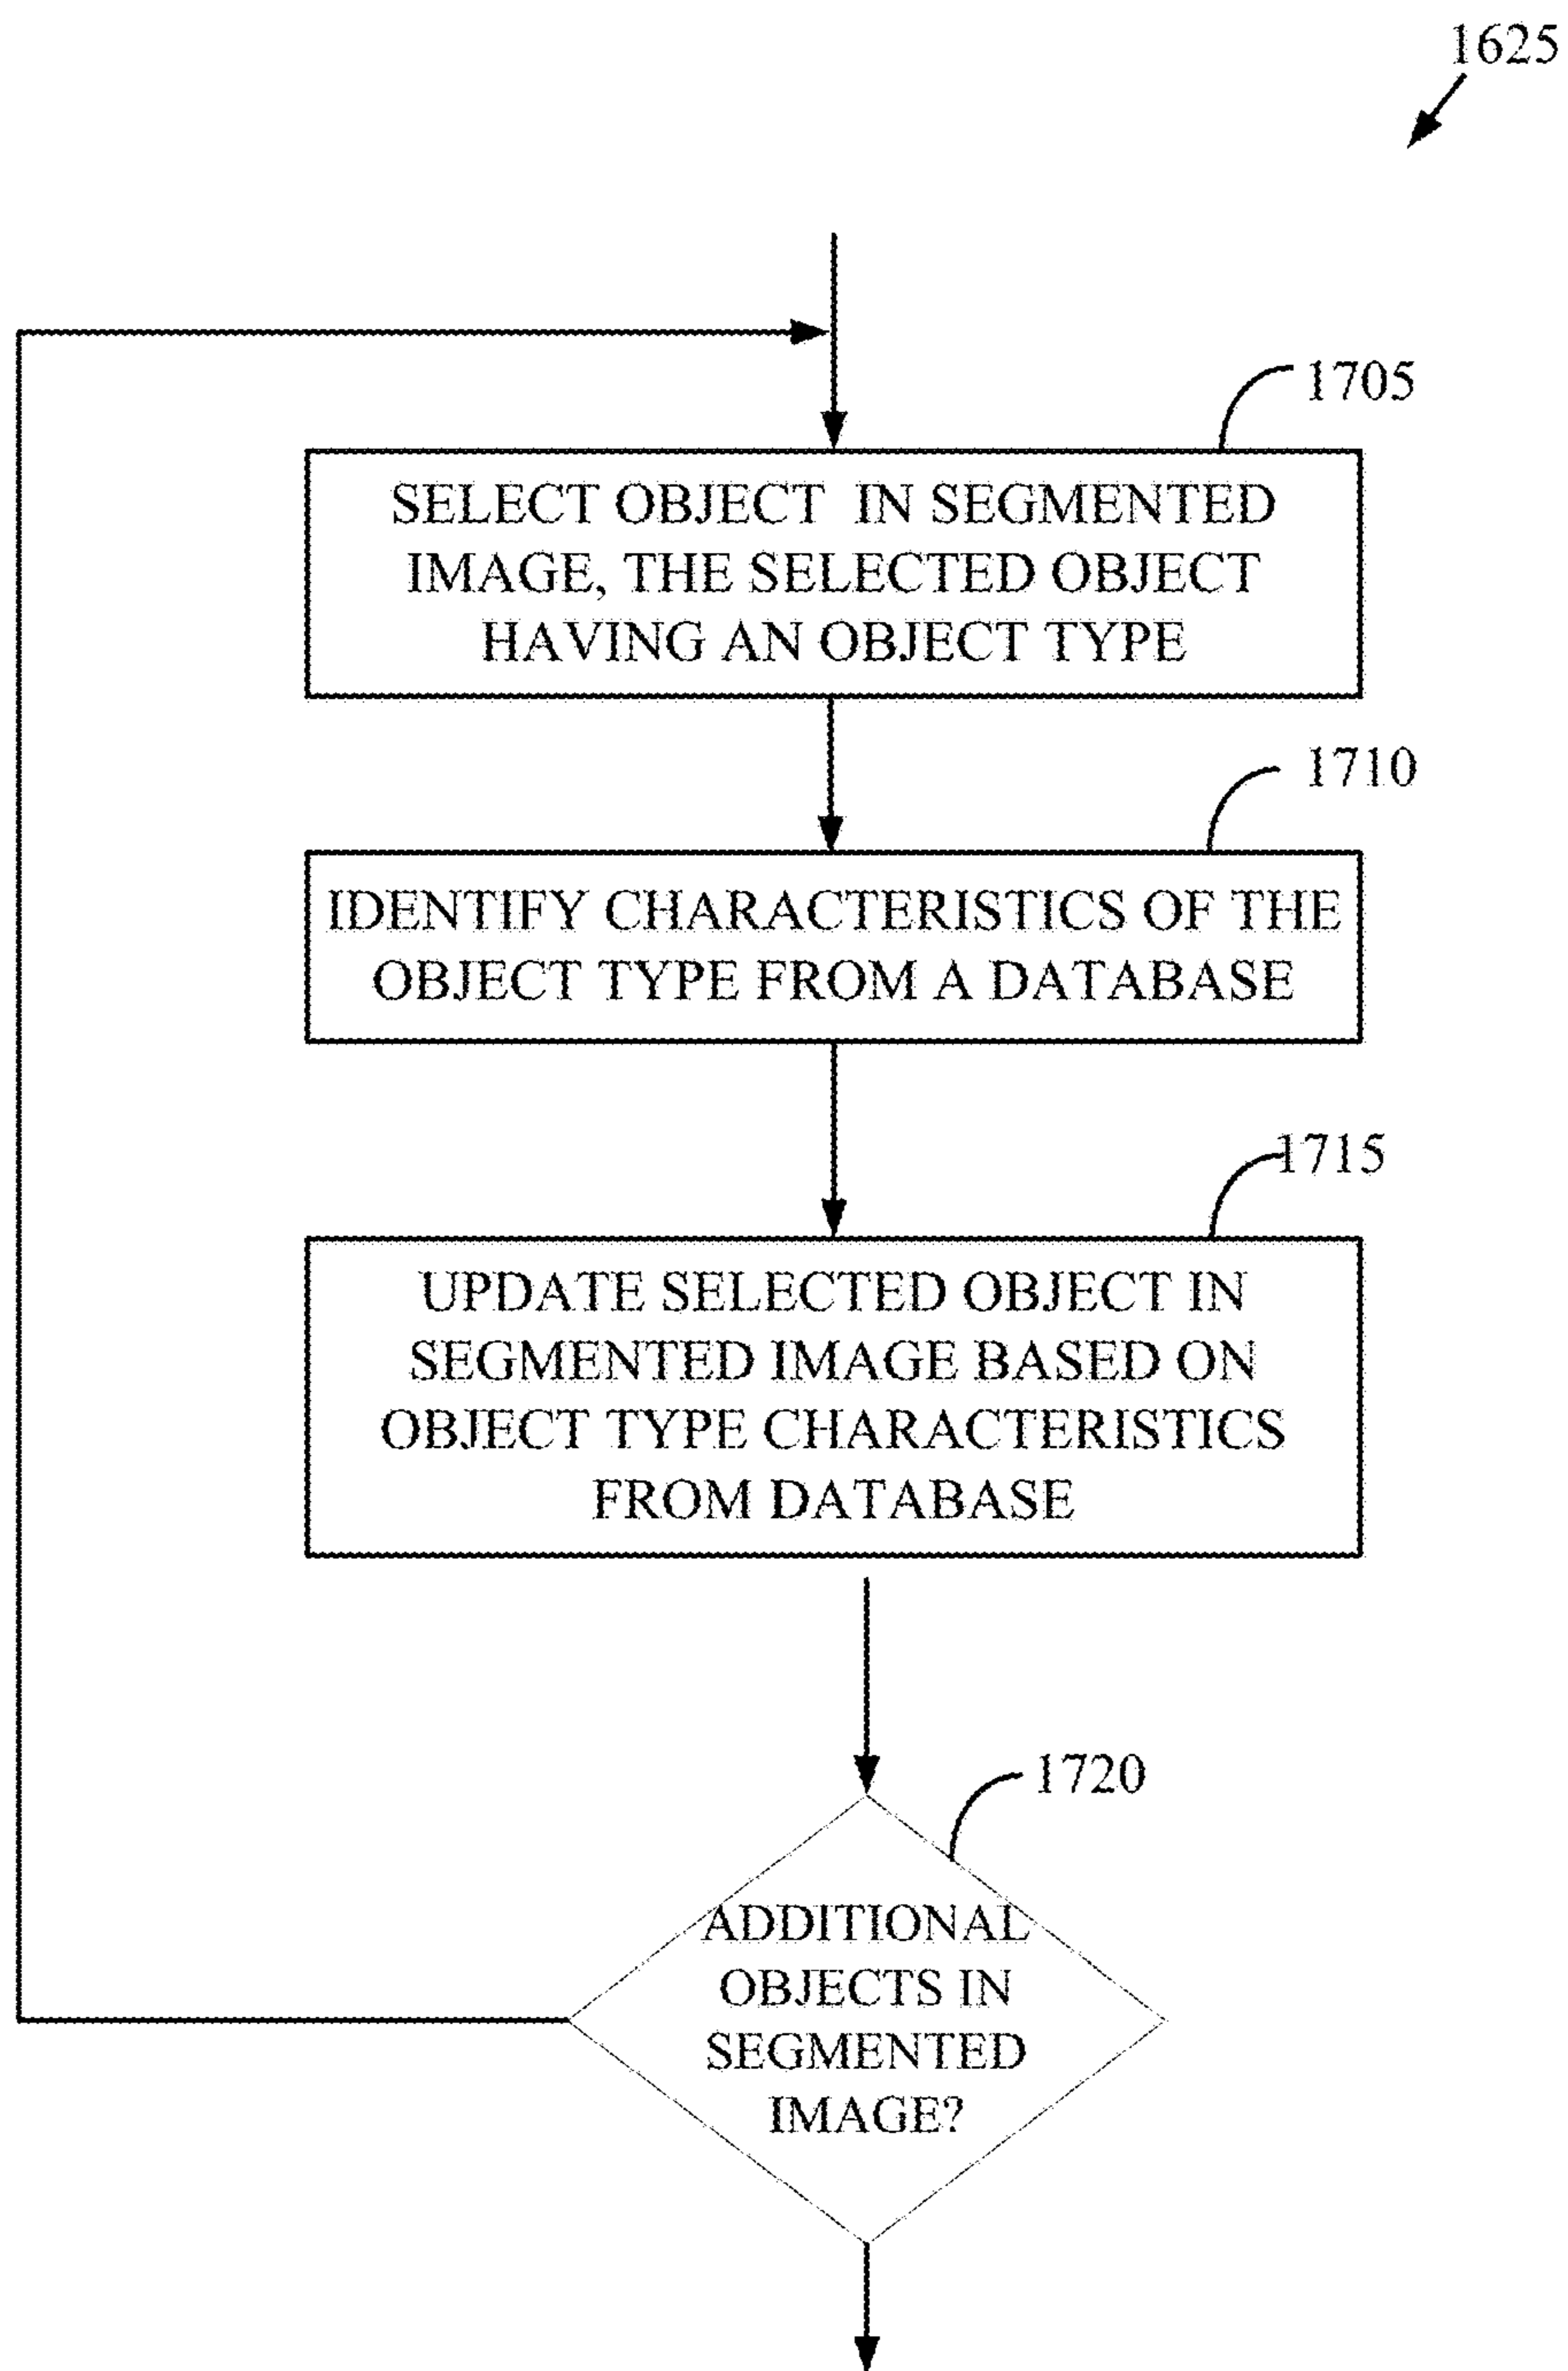 1625
1705
SELECT OBJECT IN SEGMENTED
IMAGE, THE SELECTED OBJECT
HAVING AN OBJECT TYPE
1710
IDENTIFY CHARACTERISTICS OF THE
OBJECT TYPE FROM A DATABASE
1715
UPDATE SELECTED OBJECT IN
SEGMENTED IMAGE BASED ON
OBJECT TYPE CHARACTERISTICS
FROM DATABASE
1720
ADDITIONAL
OBJECTS IN
SEGMENTED
IMAGE?